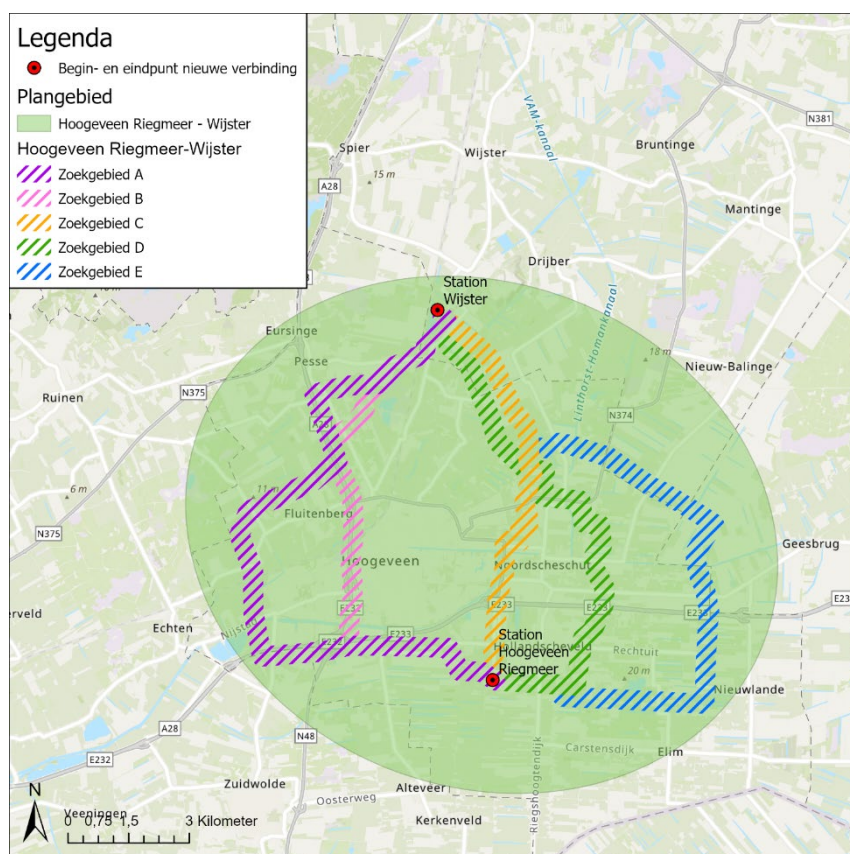 Legenda
Begin- en eindpunt nieuwe verbinding
Plangebied
Hoogeveen Riegmeer - Wijster
Hoogeveen Riegmeer-Wijster
Zoekgebied A
Zoekgebied B
Zoekgebied C
Zoekgebied D
Zoekgebied E
VAM-kanaal
N381
Spier
Wijster
Bruntinge
A28
15 m
Mantinge
Drijber
Station
Wijster
Linthorst-Homankanaal
Eursinge
18 m
Pesse
Nieuw-Balinge
N375
Ruinen
N374
A28
6 m
11 m
Fluitenberg
N375
Geesbrug
Hoogeveen
Noordscheschut
E232
E233
E233
E233
Echten
Nijstad
E232
E233
Station
Hoogeveen
Riegmeer
Hollandscheveld
Rechtuit
20 m
Nieuwlande
A28
N48
Carstensdijk
Elim
E232
Zuidwolde
Alteveer
Oosterweg
Riegshoogtendijk
Kerkenveld
N
Veeningen
0 0,75 1,5 3 Kilometer